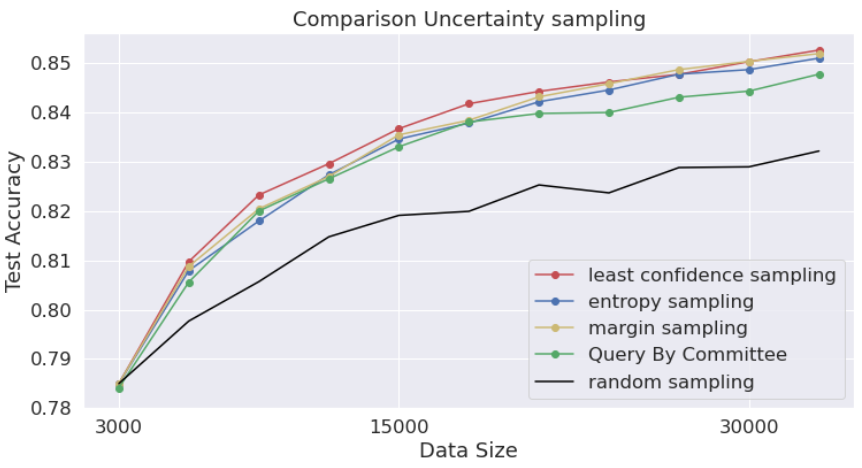 Comparison Uncertainty sampling
Test Accuracy
0.85
0.84
0.83
0.82
0.81
0.80
0.79
0.78
least confidence sampling
entropy sampling
margin sampling
Query By Committee
random sampling
3000
15000
30000
Data Size